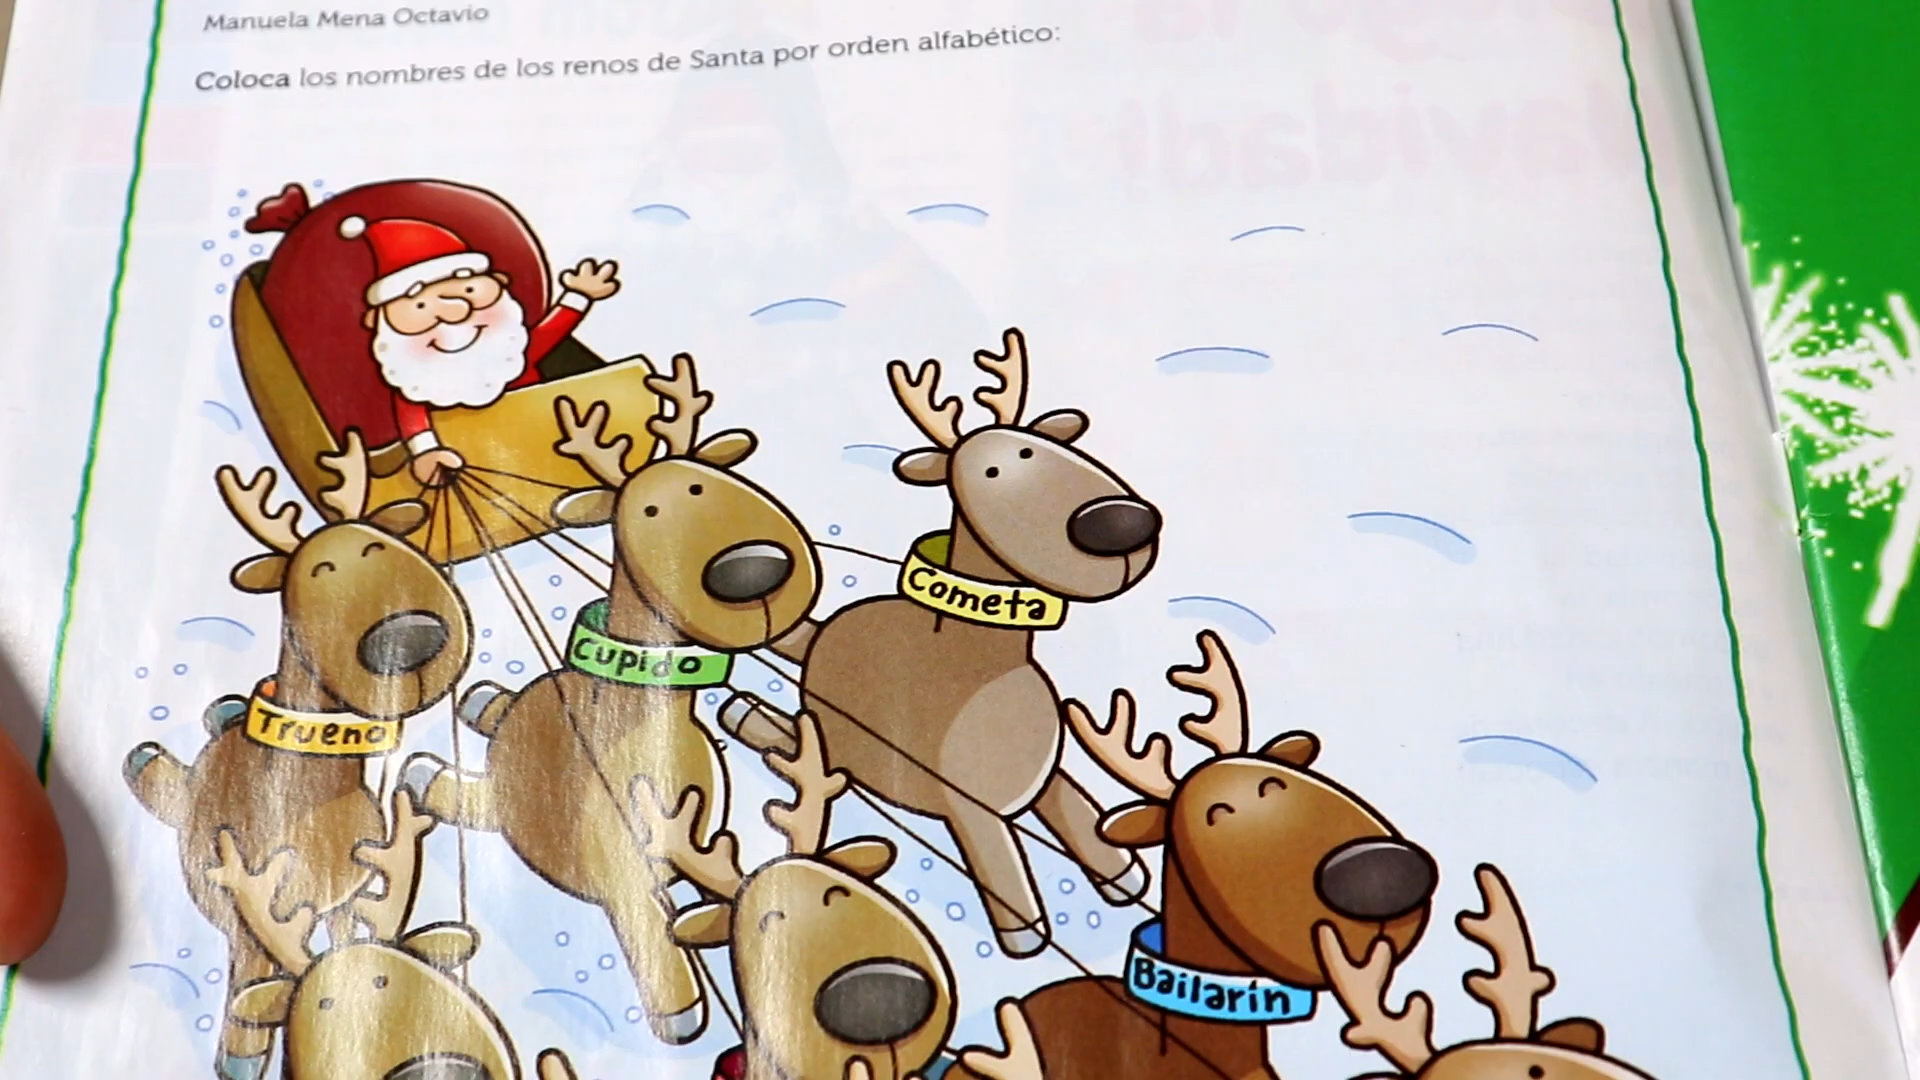 Manuela Mena Octavio
Coloca los nombres de los renos de Santa por orden alfabético:
Cometa
Cupido
Trueno
Bailarín